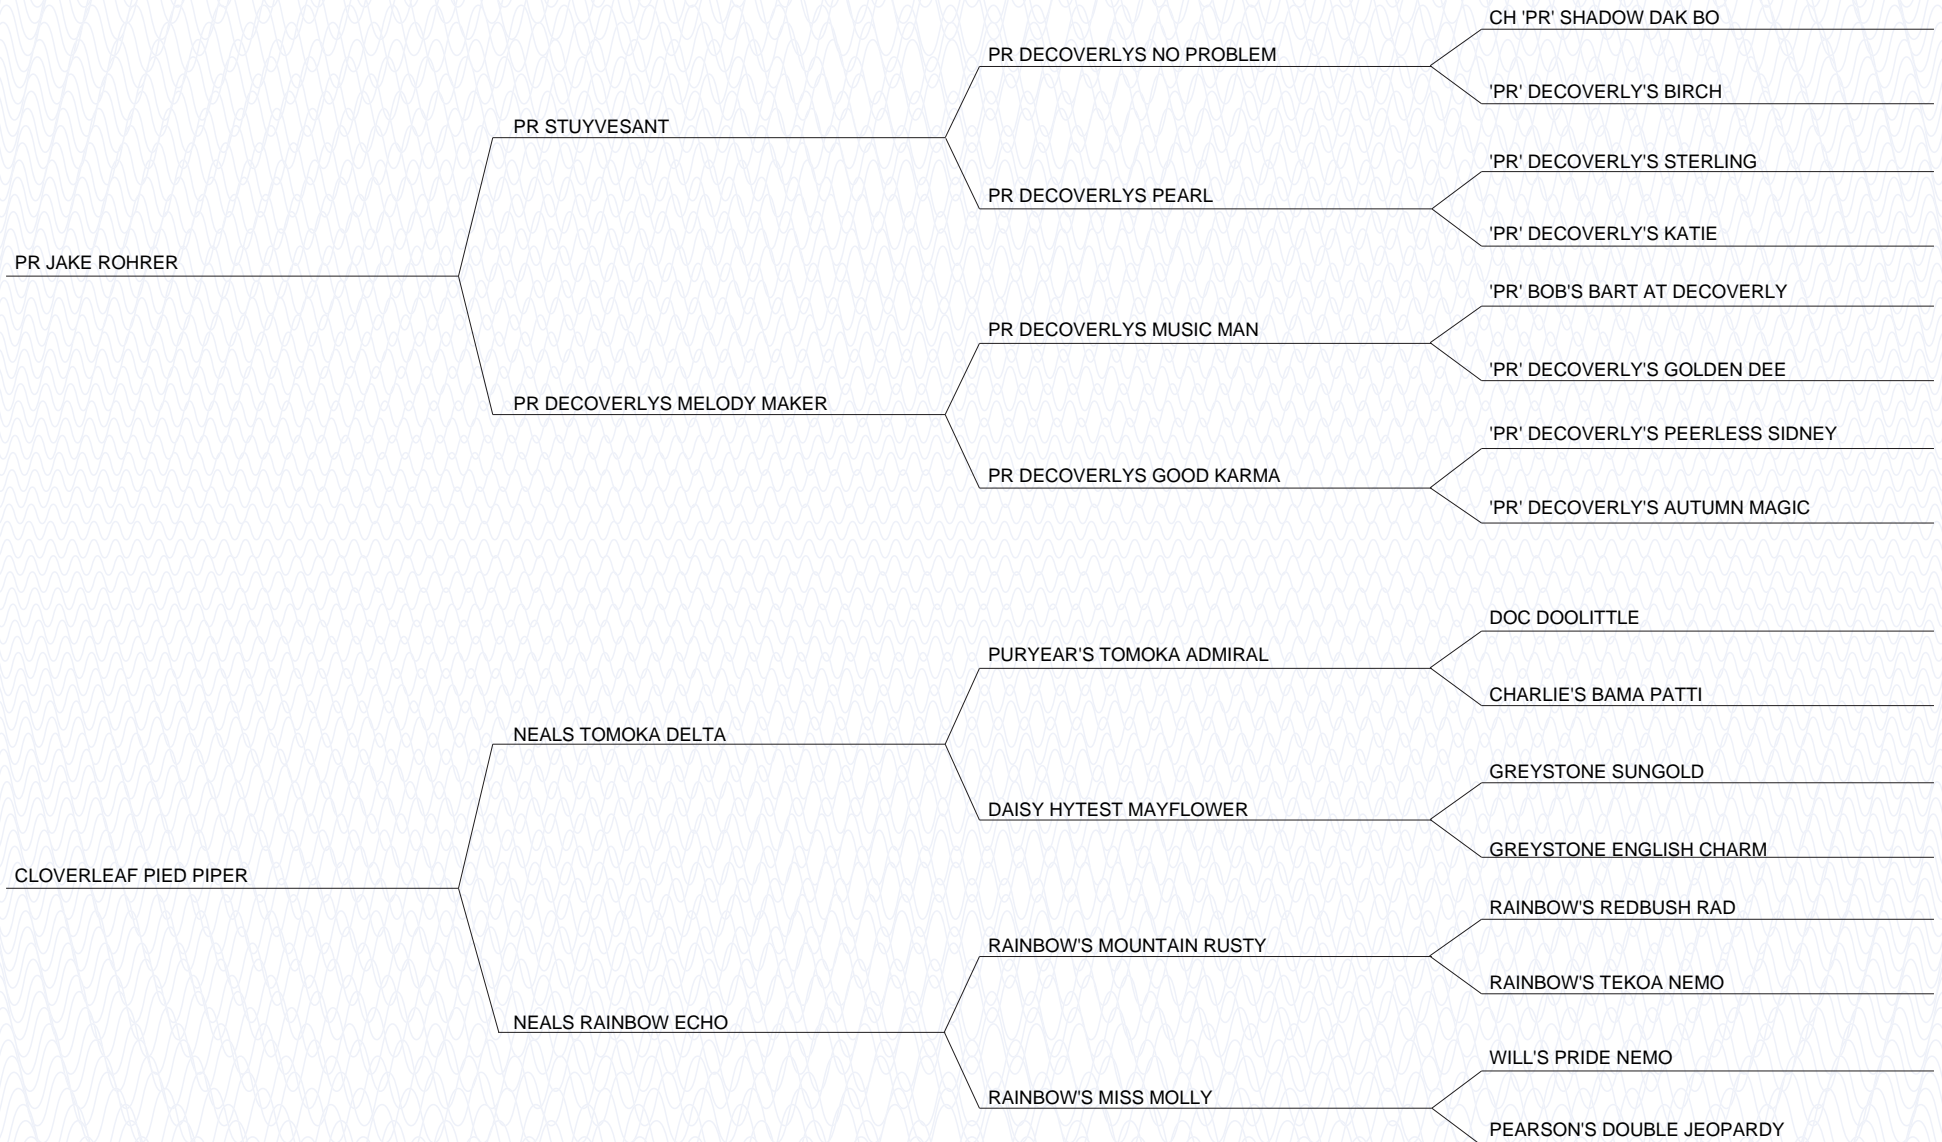 CH 'PR' SHADOW DAK BO
PR DECOVERLYS NO PROBLEM
'PR' DECOVERLY'S BIRCH
PR STUYVESANT
'PR' DECOVERLY'S STERLING
PR DECOVERLYS PEARL
'PR' DECOVERLY'S KATIE
PR JAKE ROHRER
'PR' BOB'S BART AT DECOVERLY
PR DECOVERLYS MUSIC MAN
'PR' DECOVERLY'S GOLDEN DEE
PR DECOVERLYS MELODY MAKER
'PR' DECOVERLY'S PEERLESS SIDNEY
PR DECOVERLYS GOOD KARMA
'PR' DECOVERLY'S AUTUMN MAGIC
DOC DOOLITTLE
PURYEAR'S TOMOKA ADMIRAL
CHARLIE'S BAMA PATTI
NEALS TOMOKA DELTA
GREYSTONE SUNGOLD
DAISY HYTEST MAYFLOWER
GREYSTONE ENGLISH CHARM
CLOVERLEAF PIED PIPER
RAINBOW'S REDBUSH RAD
RAINBOW'S MOUNTAIN RUSTY
RAINBOW'S TEKOA NEMO
NEALS RAINBOW ECHO
WILL'S PRIDE NEMO
RAINBOW'S MISS MOLLY
PEARSON'S DOUBLE JEOPARDY